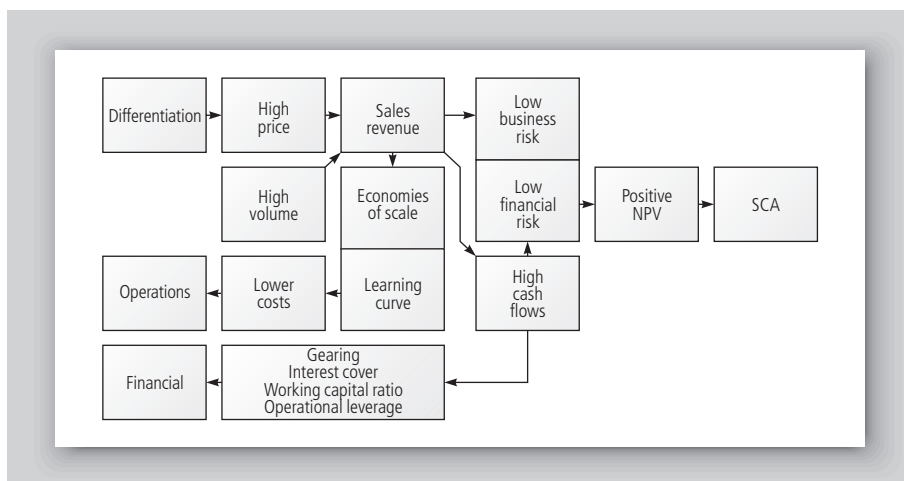 Differentiation
High
price
Sales
revenue
Low
business
risk
High
volume
Economies
of scale
Low
financial
risk
Positive
NPV
SCA
Operations
Lower
costs
Learning
curve
High
cash
flows
Financial
Gearing
Interest cover
Working capital ratio
Operational leverage